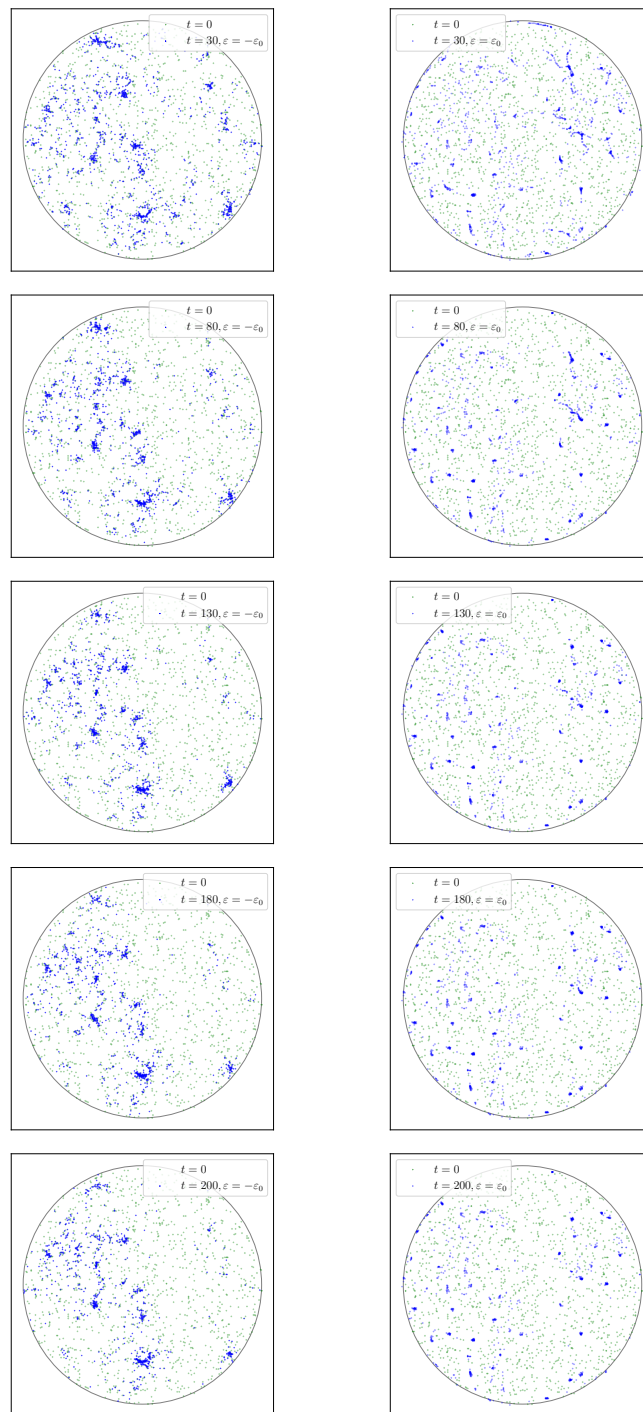 t = 0
t = 30, ε = −ε₀
t = 0
t = 30, ε = ε₀
t = 0
t = 80, ε = −ε₀
t = 0
t = 80, ε = ε₀
t = 0
t = 130, ε = −ε₀
t = 0
t = 130, ε = ε₀
t = 0
t = 180, ε = −ε₀
t = 0
t = 180, ε = ε₀
t = 0
t = 200, ε = −ε₀
t = 0
t = 200, ε = ε₀